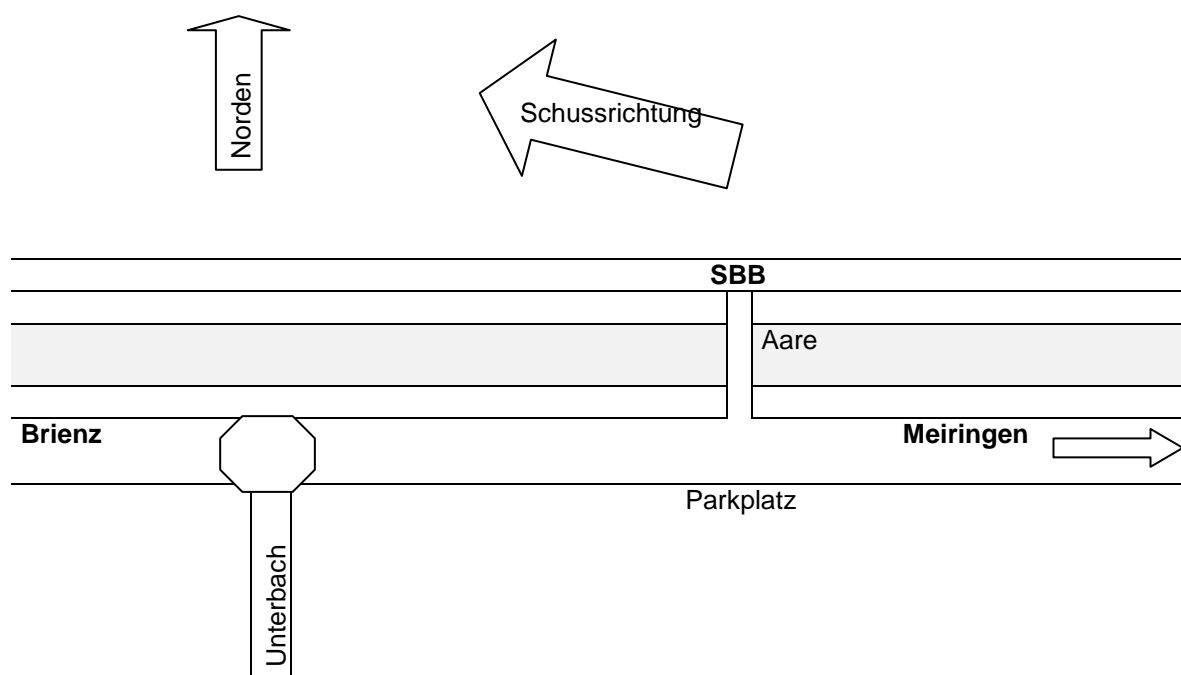 Norden
Schussrichtung
SBB
Aare
Brienz
Meiringen
Parkplatz
Unterbach